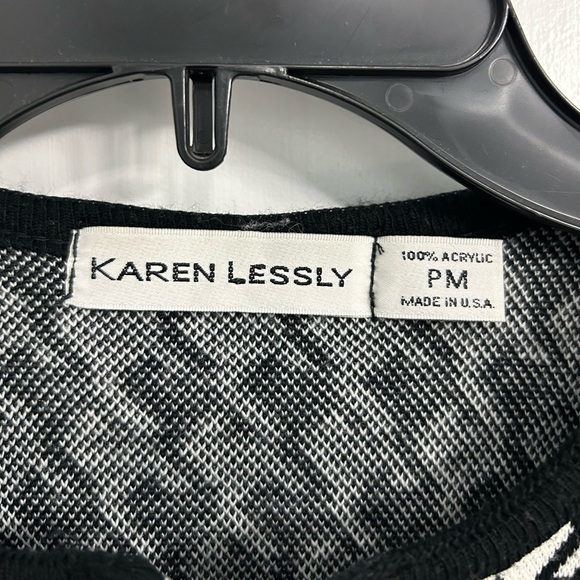 KAREN LESSLY
100% ACRYLIC
PM
MADE IN U.S.A.